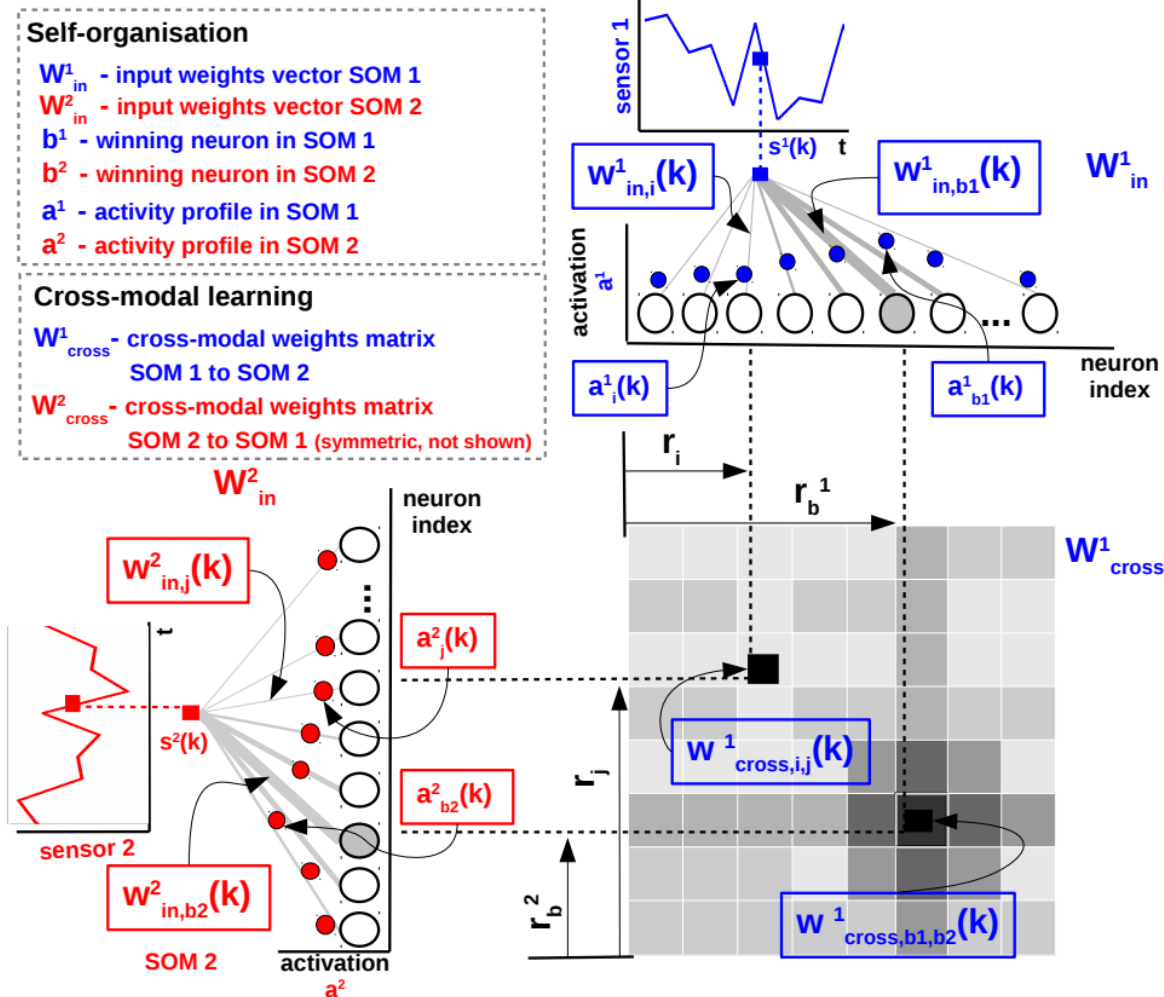 Self-organisation
W¹in - input weights vector SOM 1
W²in - input weights vector SOM 2
b¹ - winning neuron in SOM 1
b² - winning neuron in SOM 2
a¹ - activity profile in SOM 1
a² - activity profile in SOM 2
Cross-modal learning
W¹cross- cross-modal weights matrix
SOM 1 to SOM 2
W²cross- cross-modal weights matrix
SOM 2 to SOM 1 (symmetric, not shown)
sensor 1
t
s¹(k)
w¹in,i(k)
w¹in,b1(k)
W¹in
activation
a¹
...
neuron
index
a¹i(k)
a¹b1(k)
ri
rb¹
W¹cross
w¹cross,i,j(k)
w¹cross,b1,b2(k)
rj
rb²
W²in
neuron
index
w²in,j(k)
...
a²j(k)
t
s²(k)
a²b2(k)
sensor 2
w²in,b2(k)
SOM 2
activation
a²